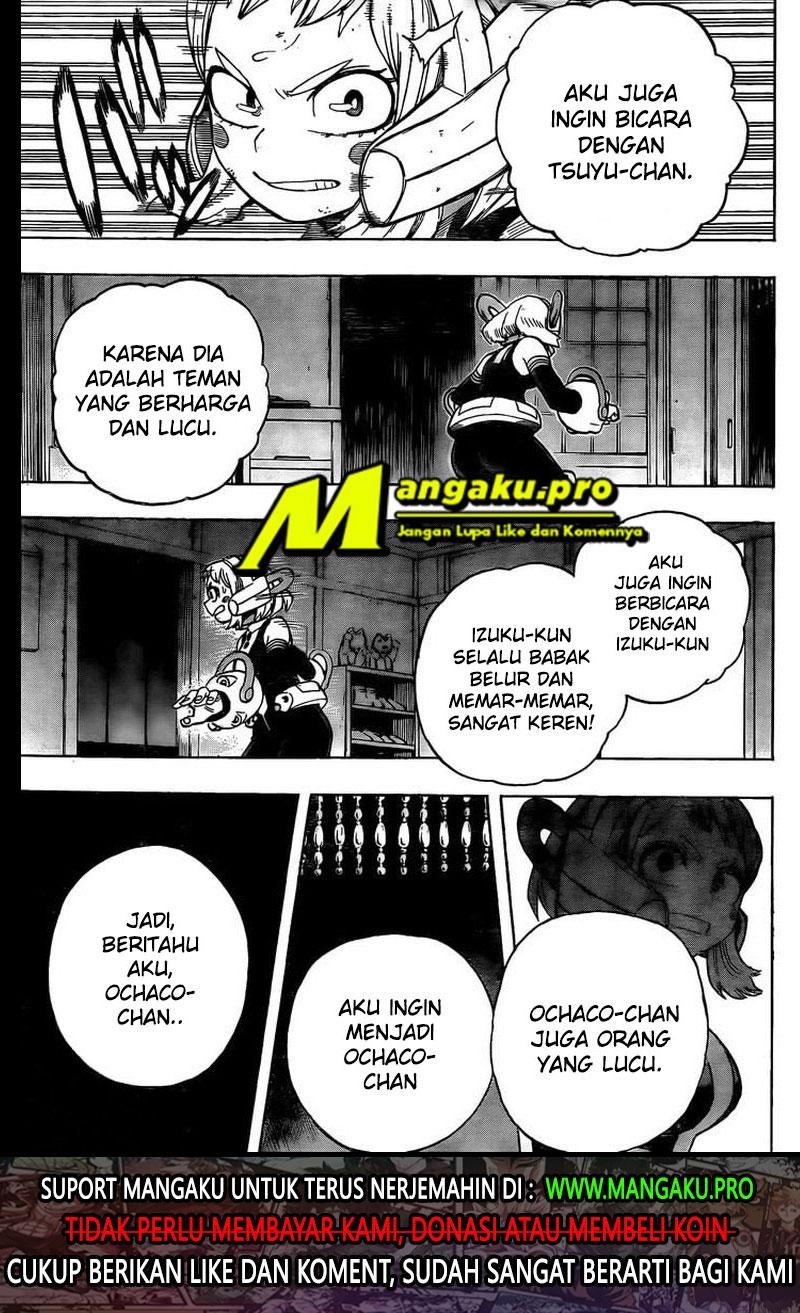 AKU JUGA
INGIN BICARA
DENGAN
TSUYU-CHAN.
KARENA DIA
ADALAH TEMAN
YANG BERHARGA
DAN LUCU.
Mangaku.pro
Jangan Lupa Like dan Komennya
AKU
JUGA INGIN
BERBICARA
DENGAN
IZUKU-KUN
IZUKU-KUN
SELALU BABAK
BELUR DAN
MEMAR-MEMAR,
SANGAT KEREN!
OCHACO-CHAN
JUGA ORANG
YANG LUCU.
AKU INGIN
MENJADI
OCHACO-
CHAN
JADI,
BERITAHU
AKU,
OCHACO-
CHAN..
SUPORT MANGAKU UNTUK TERUS NERJEMAHIN DI : WWW.MANGAKU.PRO
TIDAK PERLU MEMBAYAR KAMI, DONASI ATAU MEMBELI KOIN
CUKUP BERIKAN LIKE DAN KOMENT, SUDAH SANGAT BERARTI BAGI KAMI